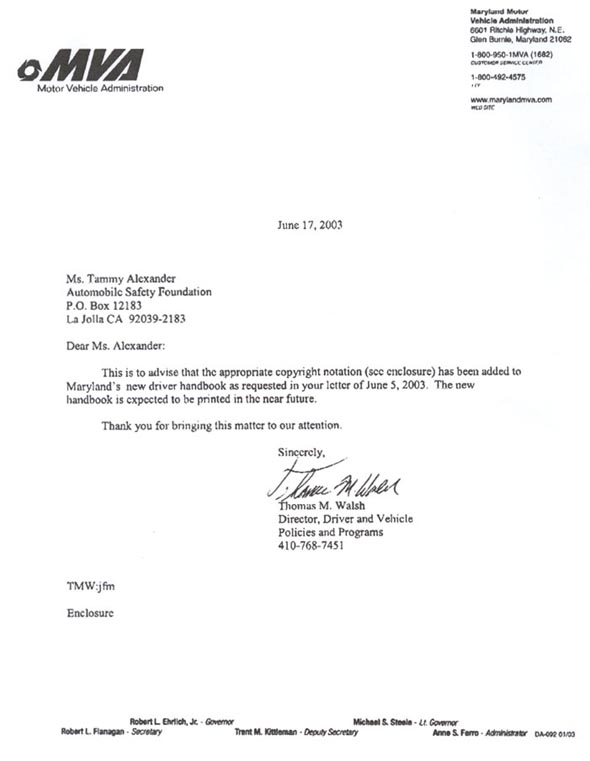 Maryland Motor
Vehicle Administration
6601 Ritchie Highway, N.E.
Glen Burnie, Maryland 21062
1-800-950-1MVA (1682)
CUSTOMER SERVICE CENTER
1-800-492-4575
TTY
www.marylandmva.com
WEB SITE
MVA
Motor Vehicle Administration
June 17, 2003
Ms. Tammy Alexander
Automobile Safety Foundation
P.O. Box 12183
La Jolla CA 92039-2183
Dear Ms. Alexander:
This is to advise that the appropriate copyright notation (see enclosure) has been added to
Maryland's new driver handbook as requested in your letter of June 5, 2003. The new
handbook is expected to be printed in the near future.
Thank you for bringing this matter to our attention.
Sincerely,
Thomas M. Walsh
Thomas M. Walsh
Director, Driver and Vehicle
Policies and Programs
410-768-7451
TMW:jfm
Enclosure
Robert L. Ehrlich, Jr. - Governor Michael S. Steele - Lt. Governor
Robert L. Flanagan - Secretary Trent M. Kittleman - Deputy Secretary Anne S. Ferro - Administrator DA-092 01/03